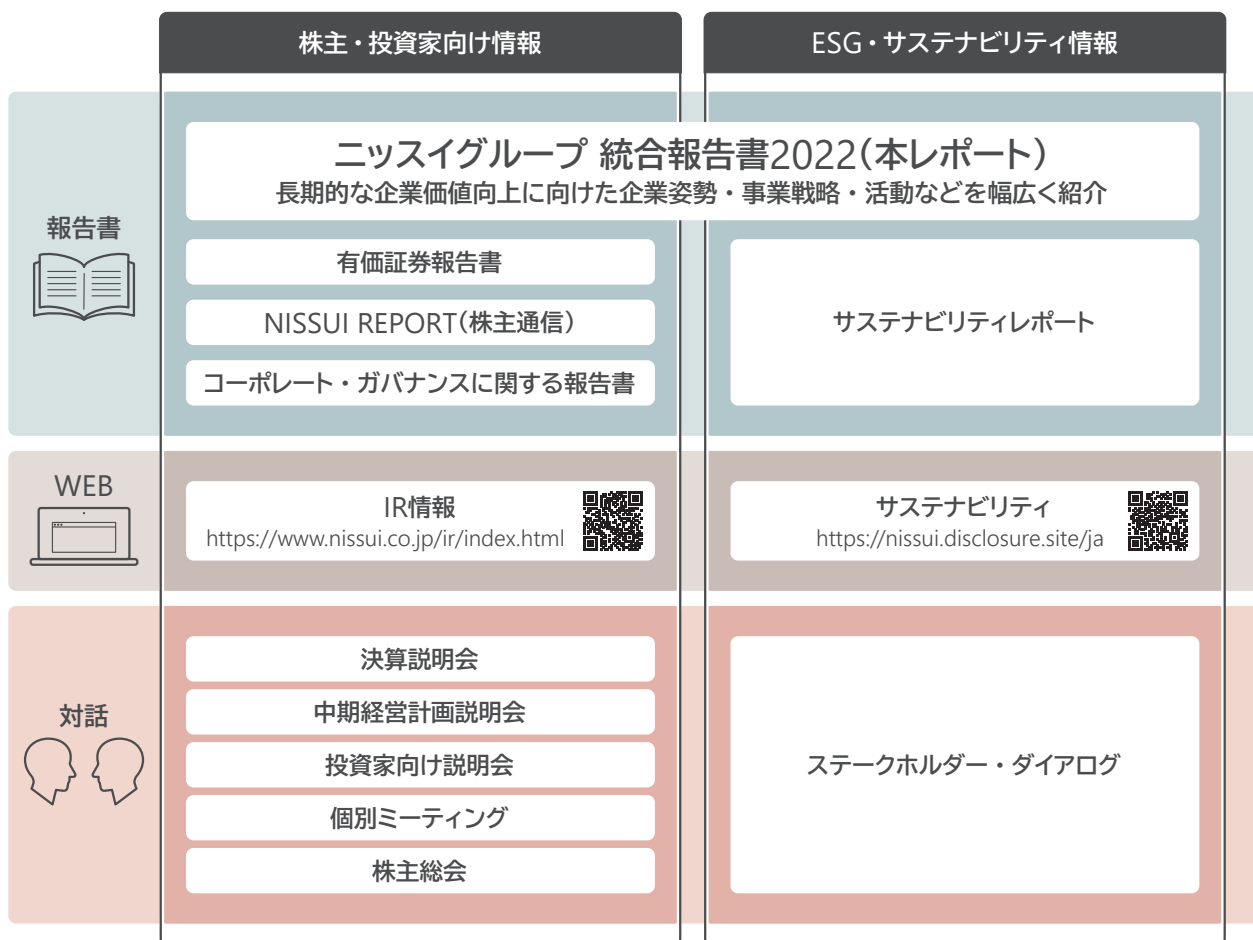 株主・投資家向け情報
ESG・サステナビリティ情報
報告書
ニッスイグループ 統合報告書2022(本レポート)
長期的な企業価値向上に向けた企業姿勢・事業戦略・活動などを幅広く紹介
有価証券報告書
NISSUI REPORT(株主通信)
コーポレート・ガバナンスに関する報告書
サステナビリティレポート
WEB
IR情報
https://www.nissui.co.jp/ir/index.html
サステナビリティ
https://nissui.disclosure.site/ja
対話
決算説明会
中期経営計画説明会
投資家向け説明会
個別ミーティング
株主総会
ステークホルダー・ダイアログ